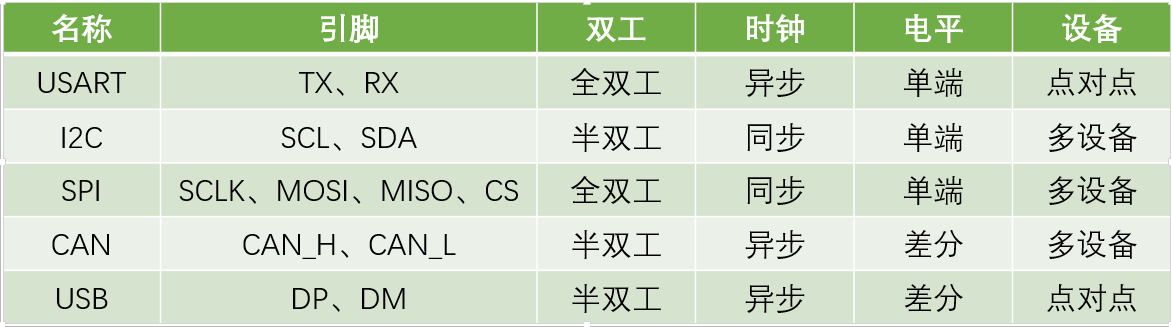 名称 引脚 双工 时钟 电平 设备
USART TX、RX 全双工 异步 单端 点对点
I2C SCL、SDA 半双工 同步 单端 多设备
SPI SCLK、MOSI、MISO、CS 全双工 同步 单端 多设备
CAN CAN_H、CAN_L 半双工 异步 差分 多设备
USB DP、DM 半双工 异步 差分 点对点